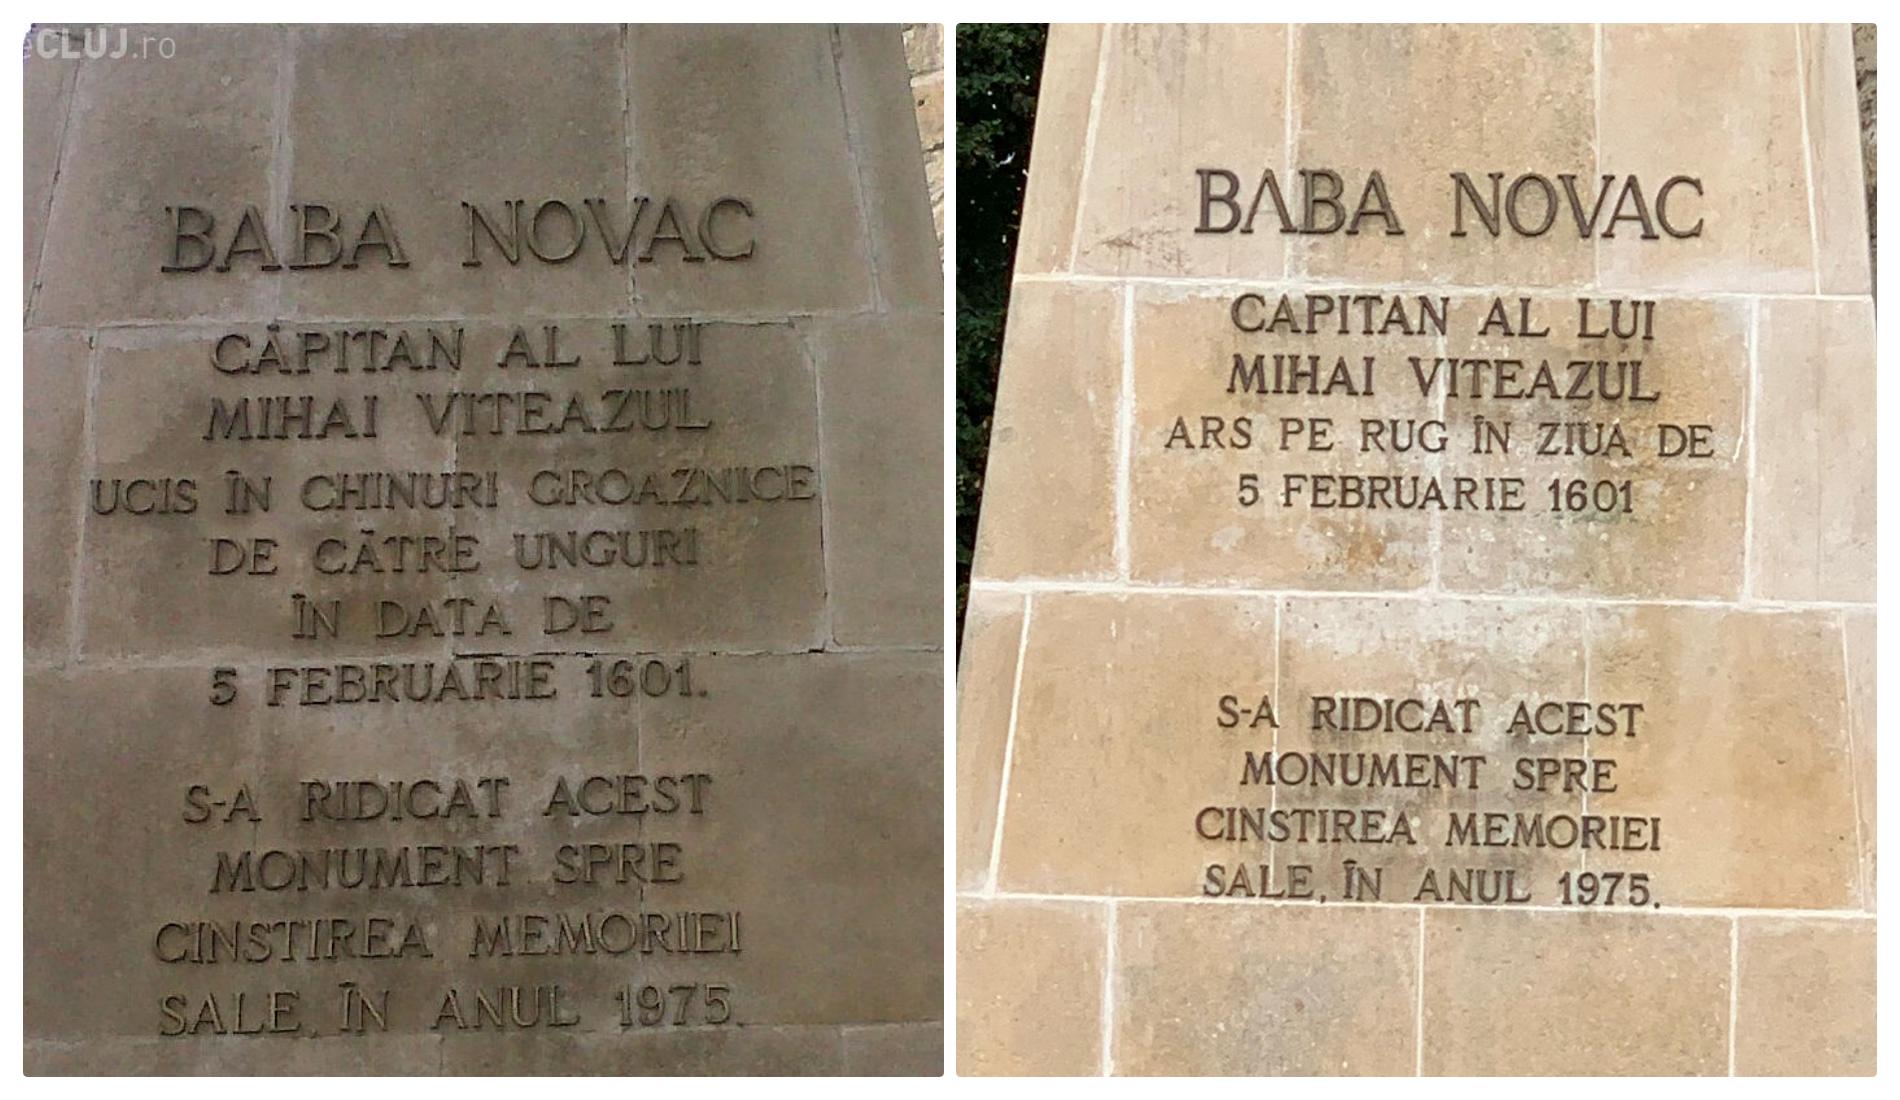 eCLUJ.ro
BABA NOVAC
CĂPITAN AL LUI
MIHAI VITEAZUL
UCIS ÎN CHINURI GROAZNICE
DE CĂTRE UNGURI
ÎN DATA DE
5 FEBRUARIE 1601.
S-A RIDICAT ACEST
MONUMENT SPRE
CINSTIREA MEMORIEI
SALE, ÎN ANUL 1975.
BABA NOVAC
CAPITAN AL LUI
MIHAI VITEAZUL
ARS PE RUG ÎN ZIUA DE
5 FEBRUARIE 1601
S-A RIDICAT ACEST
MONUMENT SPRE
CINSTIREA MEMORIEI
SALE, ÎN ANUL 1975.